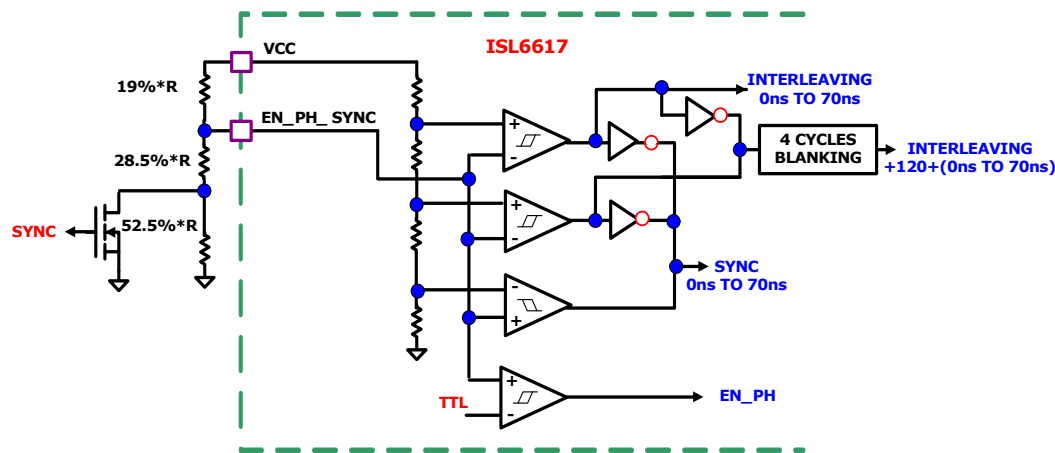 ISL6617
VCC
19%*R
EN_PH_ SYNC
28.5%*R
52.5%*R
SYNC
+
-
+
-
-
+
+
-
TTL
INTERLEAVING
0ns TO 70ns
4 CYCLES
BLANKING
INTERLEAVING
+120+(0ns TO 70ns)
SYNC
0ns TO 70ns
EN_PH